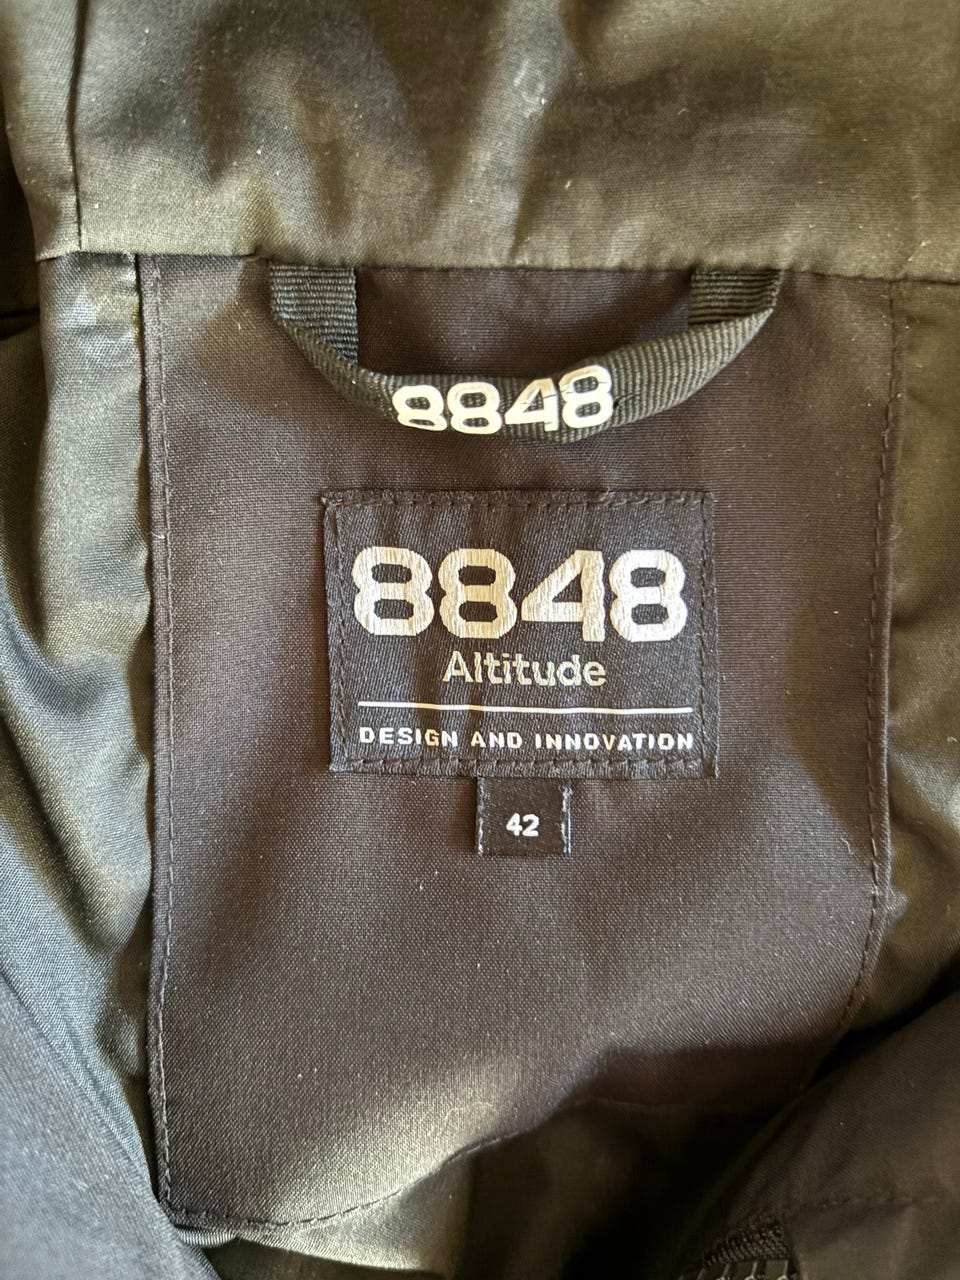 8848
8848
Altitude
DESIGN AND INNOVATION
42